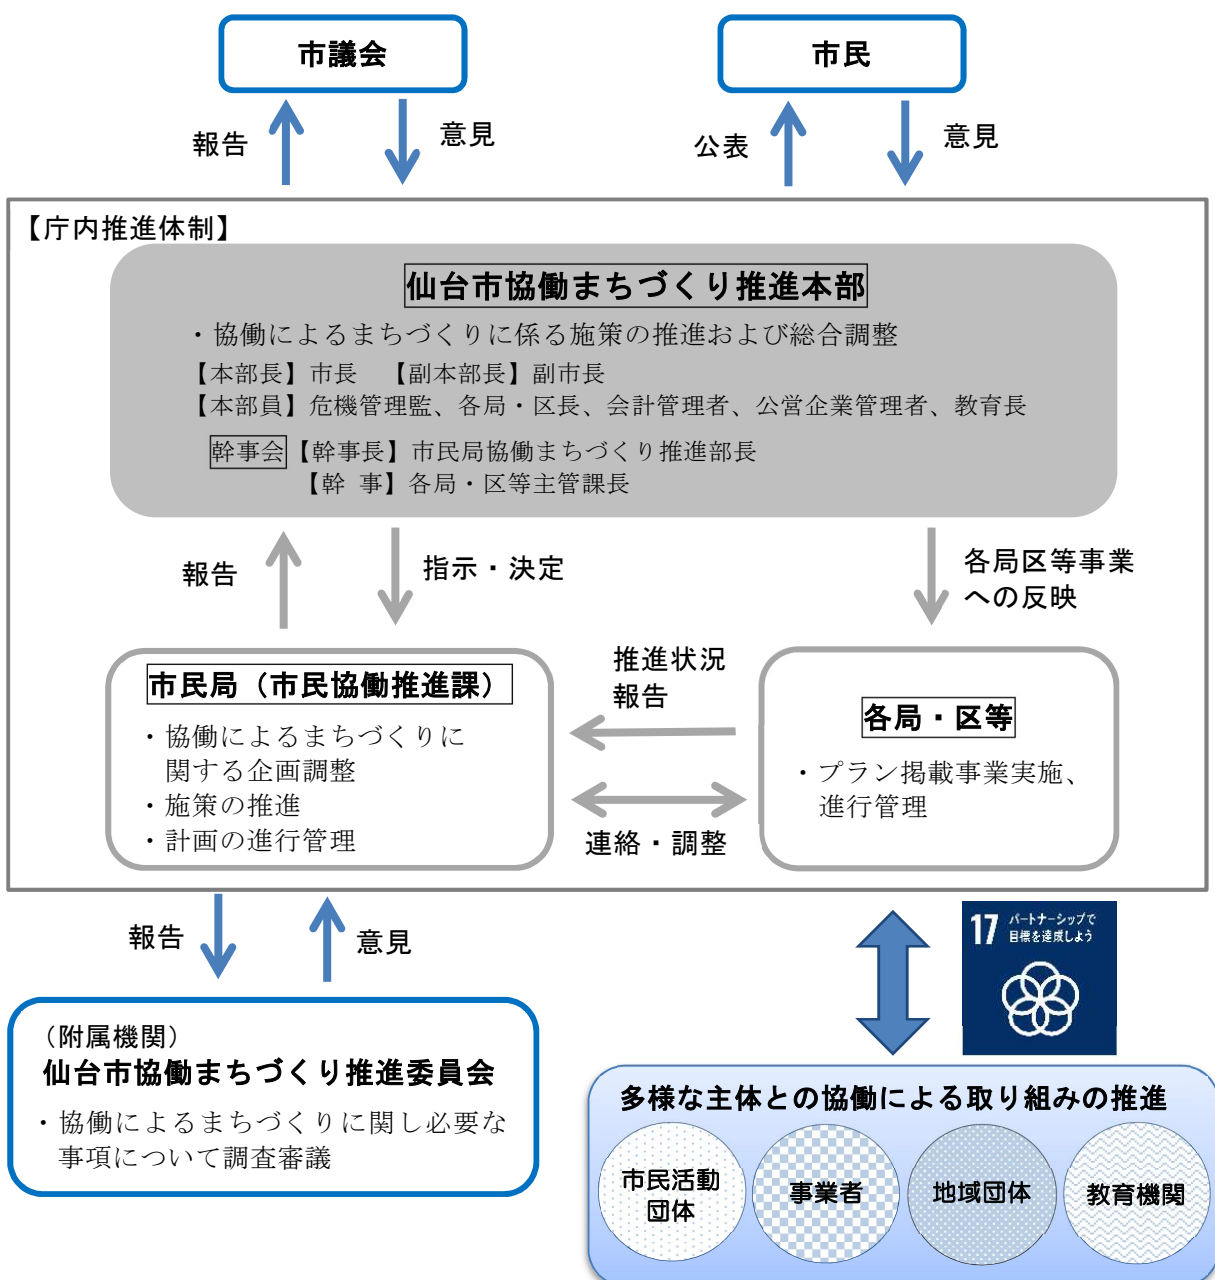 市議会
市民
報告
意見
公表
意見
【庁内推進体制】
仙台市協働まちづくり推進本部
・協働によるまちづくりに係る施策の推進および総合調整
【本部長】市長　【副本部長】副市長
【本部員】危機管理監、各局・区長、会計管理者、公営企業管理者、教育長
幹事会【幹事長】市民局協働まちづくり推進部長
【幹 事】各局・区等主管課長
報告
指示・決定
各局区等事業
への反映
市民局（市民協働推進課）
・協働によるまちづくりに
関する企画調整
・施策の推進
・計画の進行管理
推進状況
報告
連絡・調整
各局・区等
・プラン掲載事業実施、
進行管理
報告
意見
17 パートナーシップで
目標を達成しよう
（附属機関）
仙台市協働まちづくり推進委員会
・協働によるまちづくりに関し必要な
事項について調査審議
多様な主体との協働による取り組みの推進
市民活動
団体
事業者
地域団体
教育機関